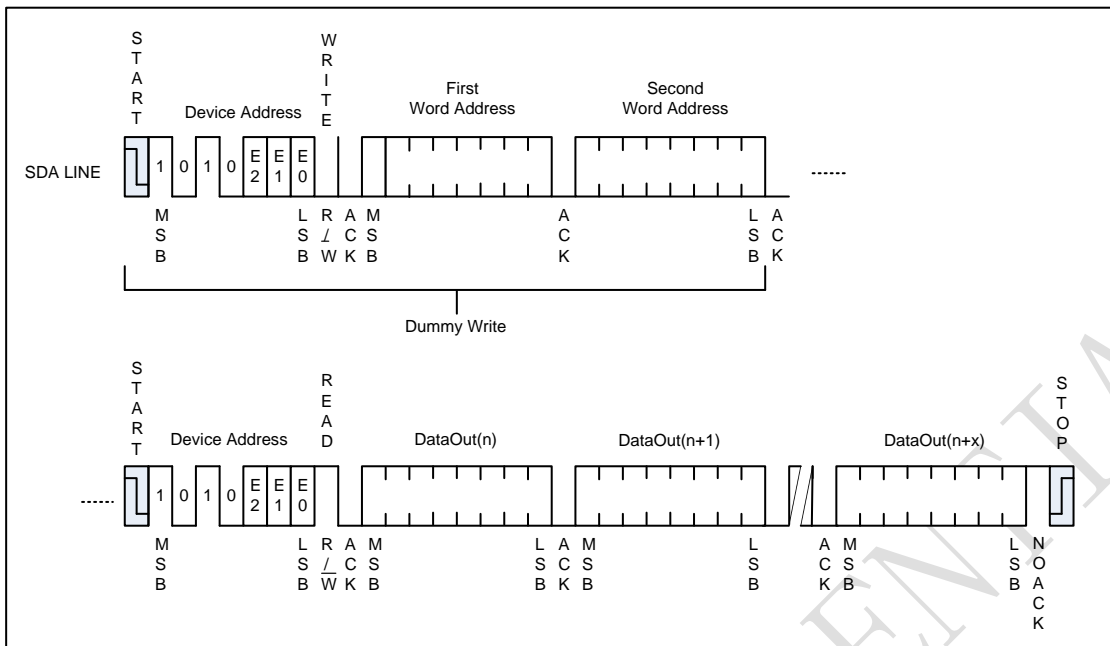 START
WRITE
Device Address
First
Word Address
Second
Word Address
SDA LINE
1 0 1 0 E2 E1 E0
MSB LSB R/W ACK MSB ACK LSB ACK
Dummy Write
START
READ
STOP
Device Address
DataOut(n)
DataOut(n+1)
DataOut(n+x)
1 0 1 0 E2 E1 E0
MSB LSB R/W ACK MSB LSB ACK MSB LSB ACK MSB LSB NOACK